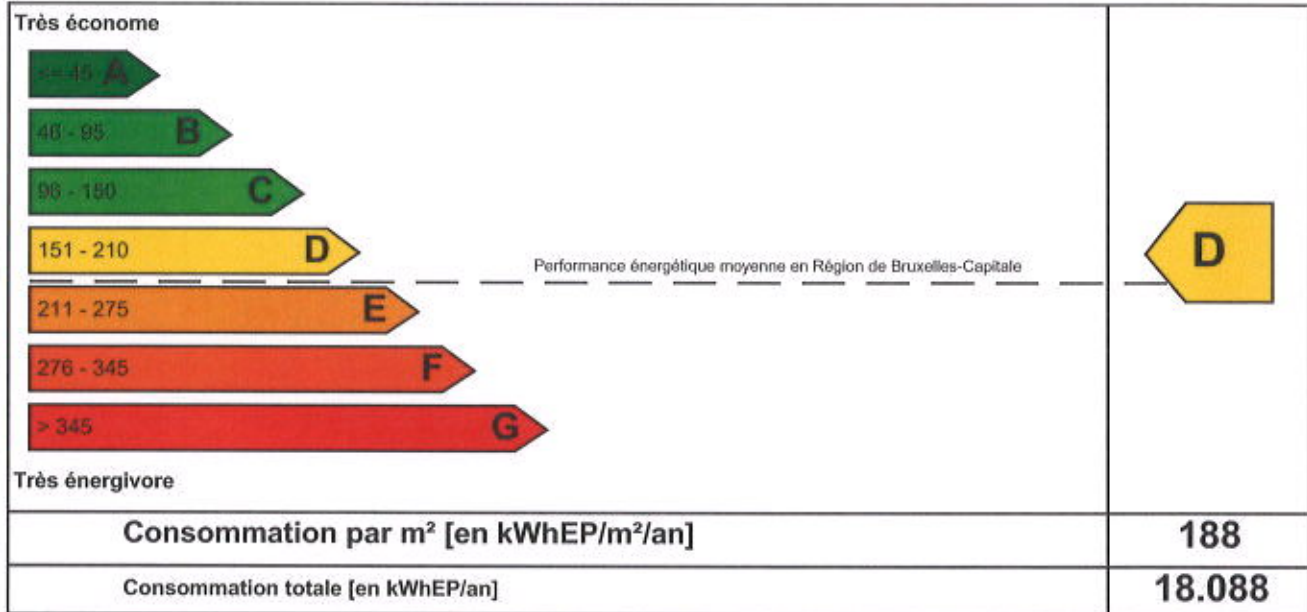 Très économe
<= 45 A
46 - 95 B
96 - 150 C
151 - 210 D
Performance énergétique moyenne en Région de Bruxelles-Capitale
D
211 - 275 E
276 - 345 F
> 345 G
Très énergivore
Consommation par m² [en kWhEP/m²/an] 188
Consommation totale [en kWhEP/an] 18.088